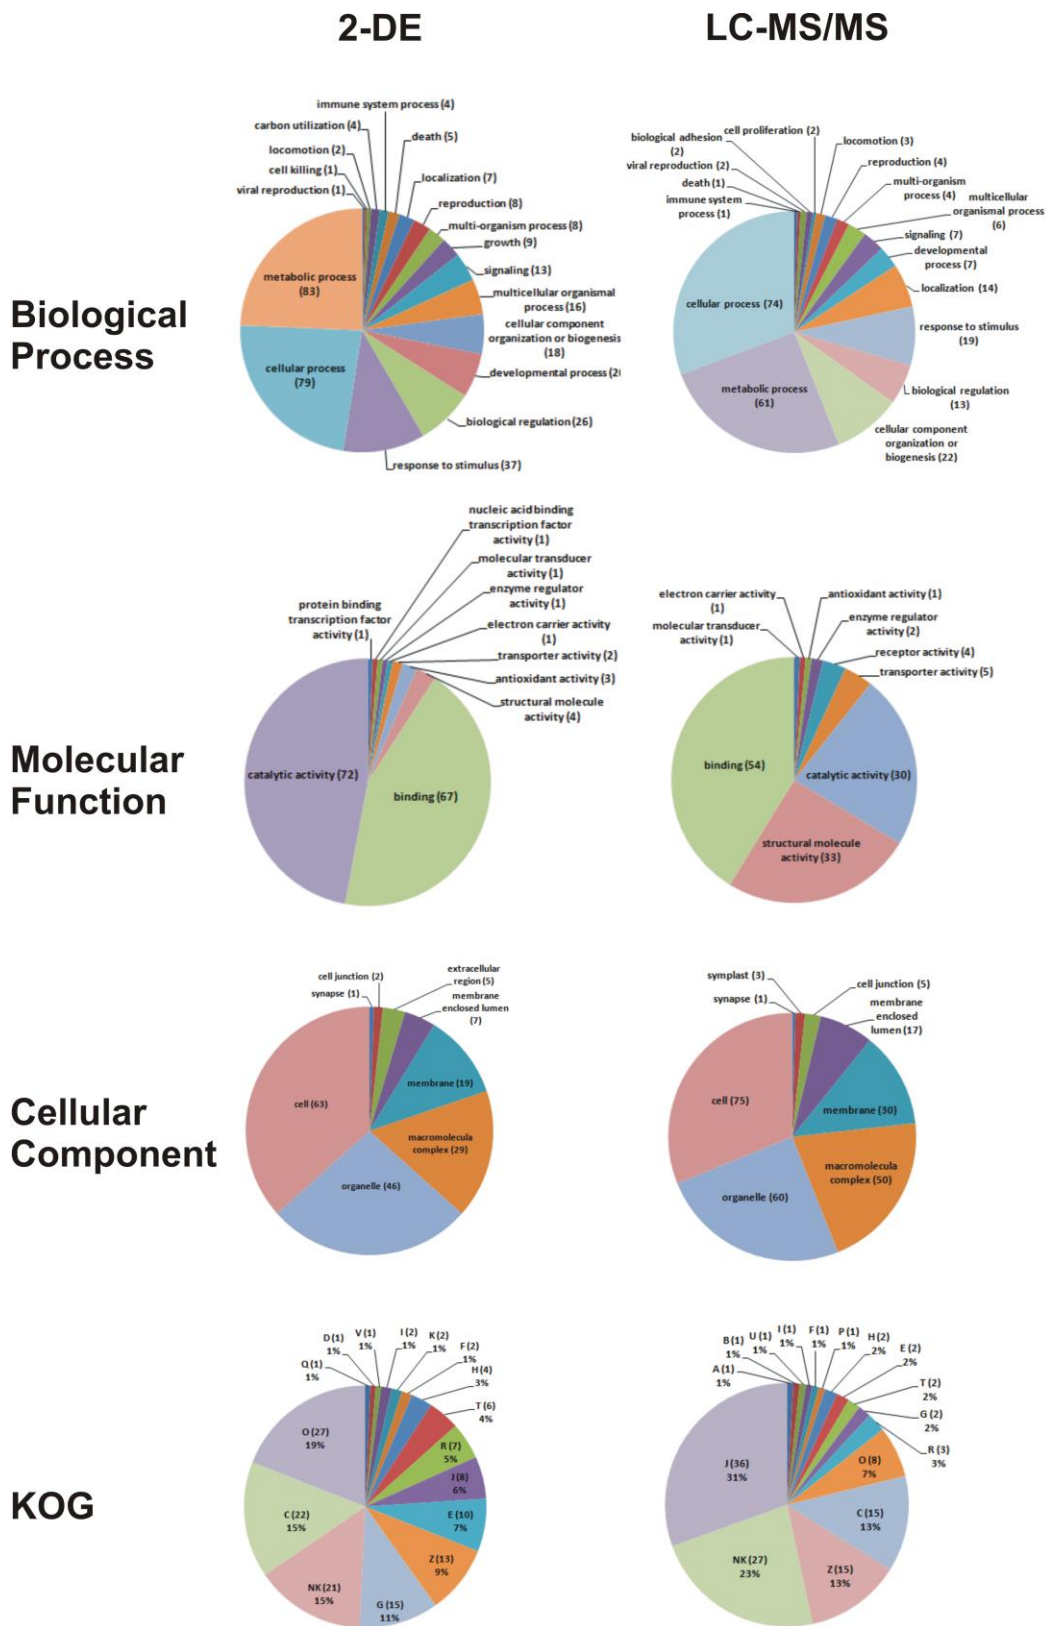 2-DE
LC-MS/MS
Biological
Process
immune system process (4)
carbon utilization (4)
death (5)
locomotion (2)
cell killing (1)
localization (7)
viral reproduction (1)
reproduction (8)
multi-organism process (8)
growth (9)
metabolic process
(83)
signaling (13)
multicellular organismal
process (16)
cellular component
organization or biogenesis
(18)
cellular process
(79)
developmental process (20
biological regulation (26)
response to stimulus (37)
cell proliferation (2)
biological adhesion
(2)
locomotion (3)
viral reproduction (2)
reproduction (4)
death (1)
multi-organism
process (4)
immune system
process (1)
multicellular
organismal process
(6)
signaling (7)
developmental
process (7)
cellular process (74)
localization (14)
response to stimulus
(19)
metabolic process
(61)
biological regulation
(13)
cellular component
organization or
biogenesis (22)
Molecular
Function
nucleic acid binding
transcription factor
activity (1)
molecular transducer
activity (1)
enzyme regulator
activity (1)
protein binding
transcription factor
activity (1)
electron carrier activity
(1)
transporter activity (2)
antioxidant activity (3)
structural molecule
activity (4)
catalytic activity (72)
binding (67)
electron carrier activity
(1)
antioxidant activity (1)
molecular transducer
activity (1)
enzyme regulator
activity (2)
receptor activity (4)
transporter activity (5)
binding (54)
catalytic activity (30)
structural molecule
activity (33)
Cellular
Component
cell junction (2)
extracellular
region (5)
synapse (1)
membrane
enclosed lumen
(7)
membrane (19)
cell (63)
macromolecula
complex (29)
organelle (46)
symplast (3)
cell junction (5)
synapse (1)
membrane
enclosed
lumen (17)
cell (75)
membrane (30)
macromolecula
complex (50)
organelle (60)
KOG
Q (1)
1%
D (1)
1%
V (1)
1%
I (2)
1%
K (2)
1%
F (2)
1%
H (4)
3%
T (6)
4%
R (7)
5%
J (8)
6%
E (10)
7%
Z (13)
9%
G (15)
11%
NK (21)
15%
C (22)
15%
O (27)
19%
A (1)
1%
B (1)
1%
U (1)
1%
I (1)
1%
F (1)
1%
P (1)
1%
H (2)
2%
E (2)
2%
T (2)
2%
G (2)
2%
R (3)
3%
O (8)
7%
C (15)
13%
Z (15)
13%
NK (27)
23%
J (36)
31%